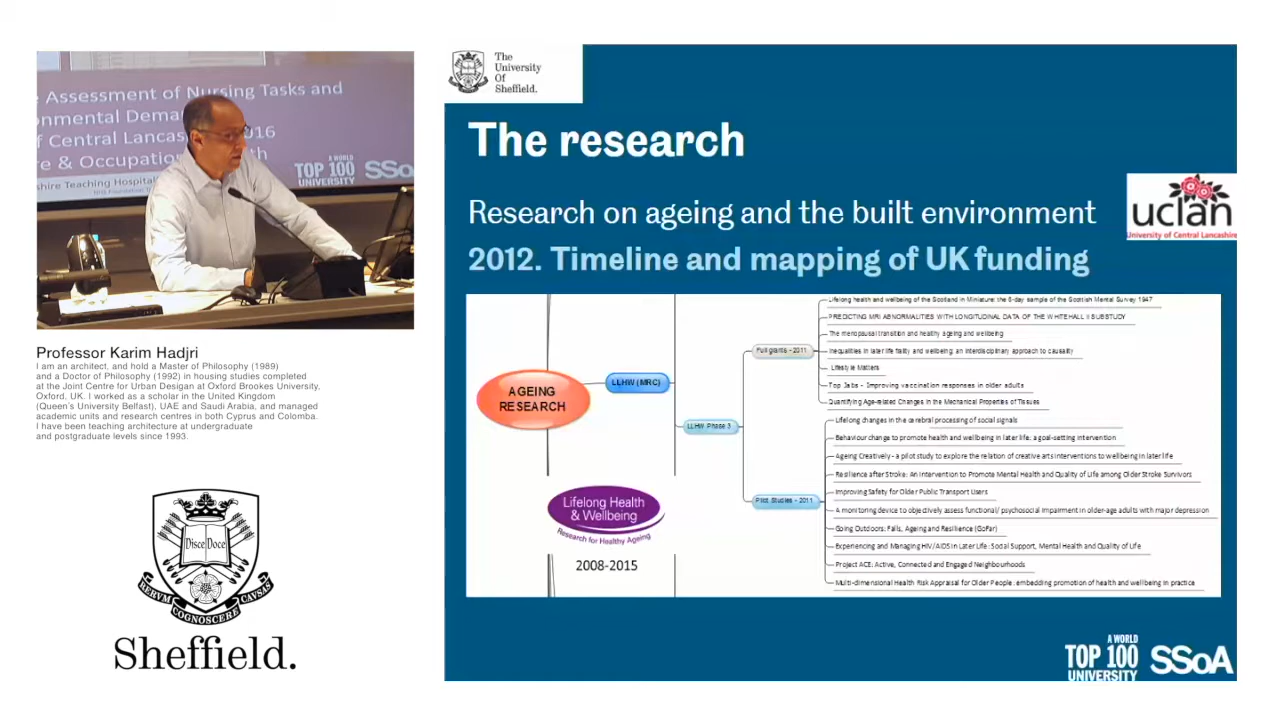 Assessment of Nursing Tasks and
onmental Dema
f Central Lancas 016
e & Occupatio th
shire Teaching Hospital
TOP 100
UNIVERSITY
SSoA
Professor Karim Hadjri
I am an architect, and hold a Master of Philosophy (1989)
and a Doctor of Philosophy (1992) in housing studies completed
at the Joint Centre for Urban Desigan at Oxford Brookes University,
Oxford, UK. I worked as a scholar in the United Kingdom
(Queen's University Belfast), UAE and Saudi Arabia, and managed
academic units and research centres in both Cyprus and Colomba.
I have been teaching architecture at undergraduate
and postgraduate levels since 1993.
Disce Doce
RERVM COGNOSCERE CAVSAS
Sheffield.
The
University
Of
Sheffield.
The research
Research on ageing and the built environment
2012. Timeline and mapping of UK funding
uclan
University of Central Lancashire
AGEING
RESEARCH
LLHW (MRC)
LLHW Phase 3
Full grants - 2011
Lifelong health and wellbeing of the Scotland in Miniature: the 6-day sample of the Scottish Mental Survey 1947
PREDICTING MRI ABNORMALITIES WITH LONGITUDINAL DATA OF THE WHITEHALL II SUBSTUDY
The menopausal transition and healthy ageing and wellbeing
Inequalities in later life frailty and wellbeing: an interdisciplinary approach to causality
Lifestyle Matters
Top Jabs - Improving vaccination responses in older adults
Quantifying Age-related Changes in the Mechanical Properties of Tissues
Pilot Studies - 2011
Lifelong changes in the cerebral processing of social signals
Behaviour change to promote health and wellbeing in later life: a goal-setting intervention
Ageing Creatively - a pilot study to explore the relation of creative arts interventions to wellbeing in later life
Resilience after Stroke: An Intervention to Promote Mental Health and Quality of Life among Older Stroke Survivors
Improving Safety for Older Public Transport Users
A monitoring device to objectively assess functional/ psychosocial impairment in older-age adults with major depression
Going Outdoors: Falls, Ageing and Resilience (GoFar)
Experiencing and Managing HIV/AIDS in Later Life: Social Support, Mental Health and Quality of Life
Project ACE: Active, Connected and Engaged Neighbourhoods
Multi-dimensional Health Risk Appraisal for Older People: embedding promotion of health and wellbeing in practice
Lifelong Health
& Wellbeing
Research for Healthy Ageing
2008-2015
A WORLD
TOP 100
UNIVERSITY
SSoA